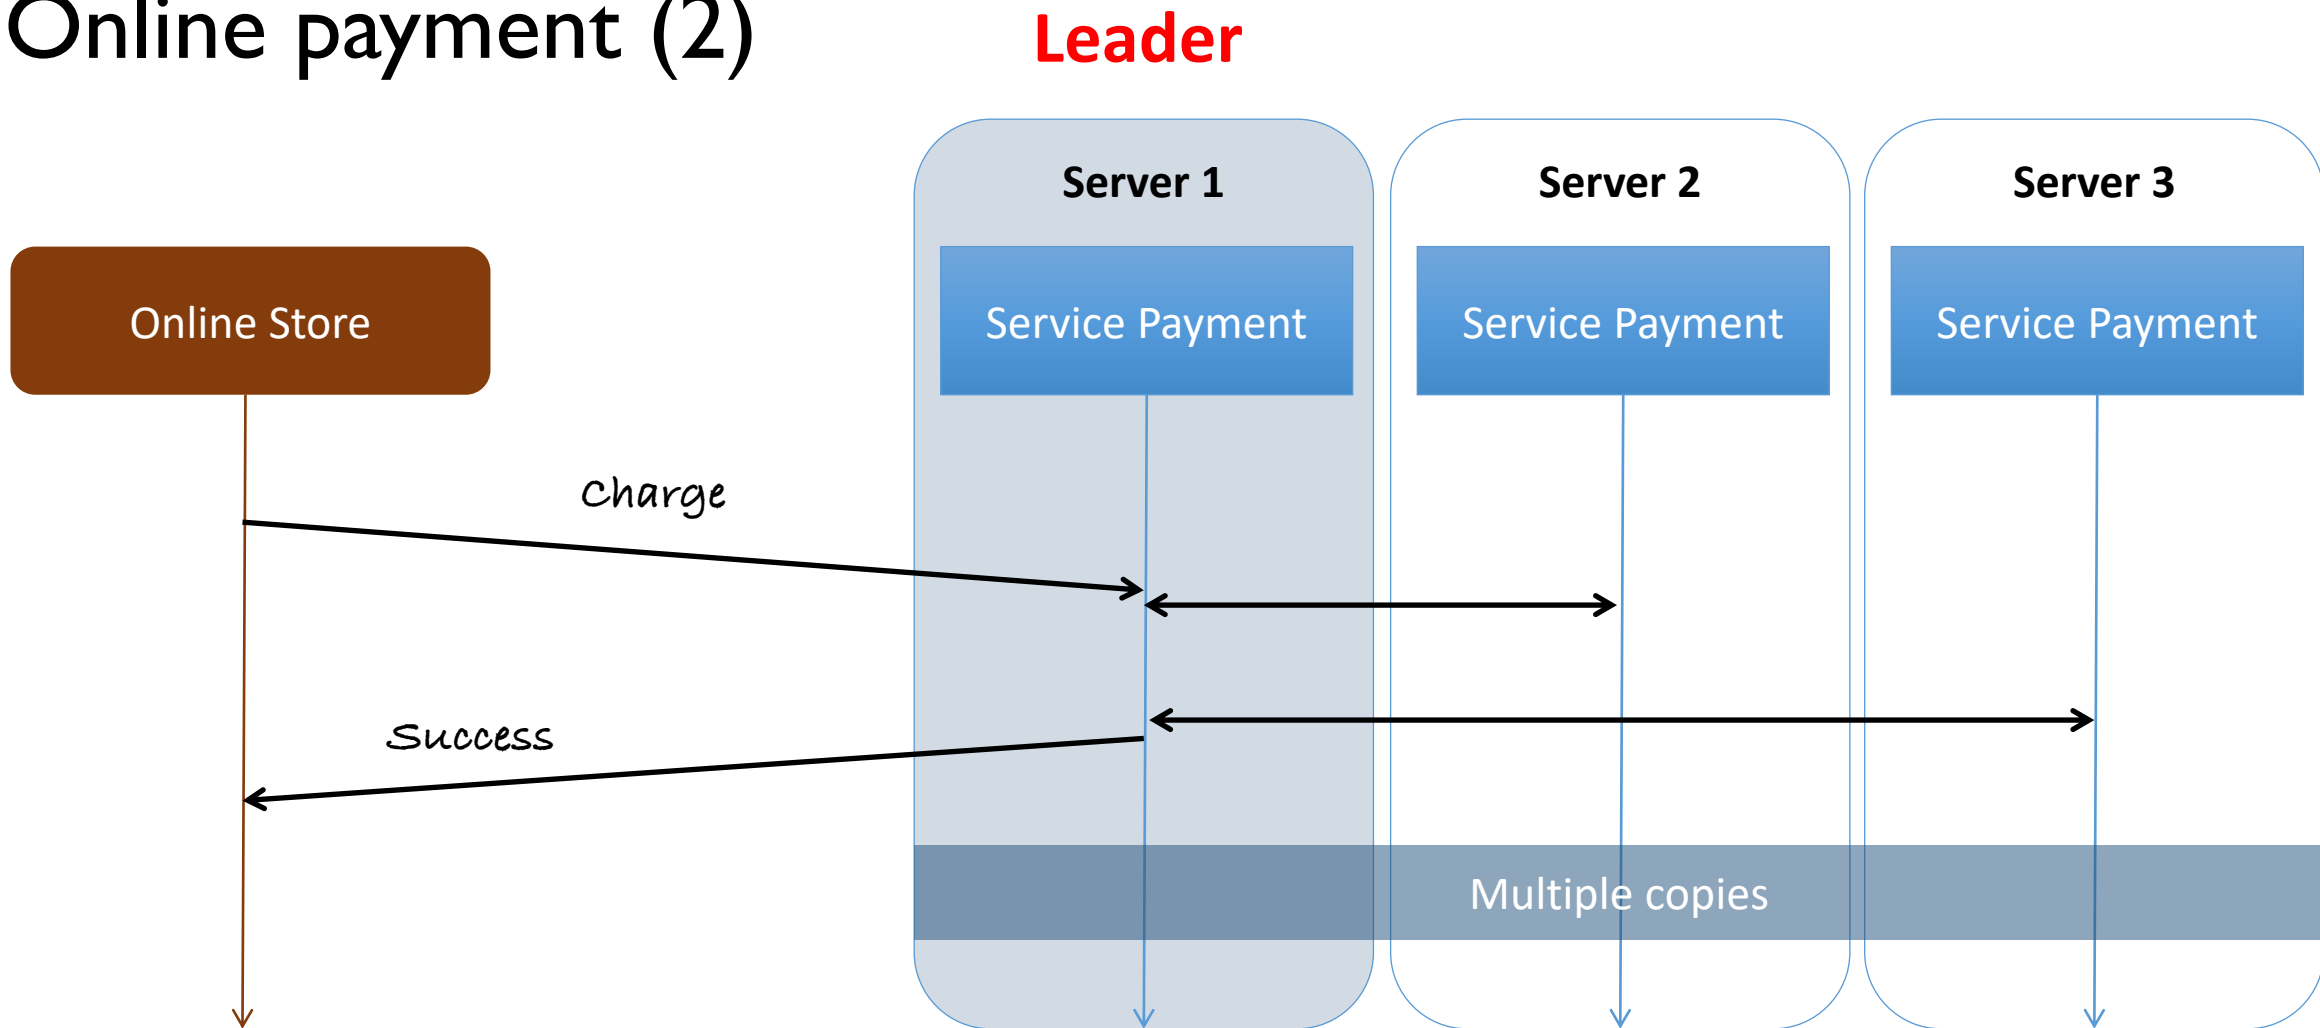 Online payment (2)
Leader
Server 1
Server 2
Server 3
Online Store
Service Payment
Service Payment
Service Payment
Charge
Success
Multiple copies